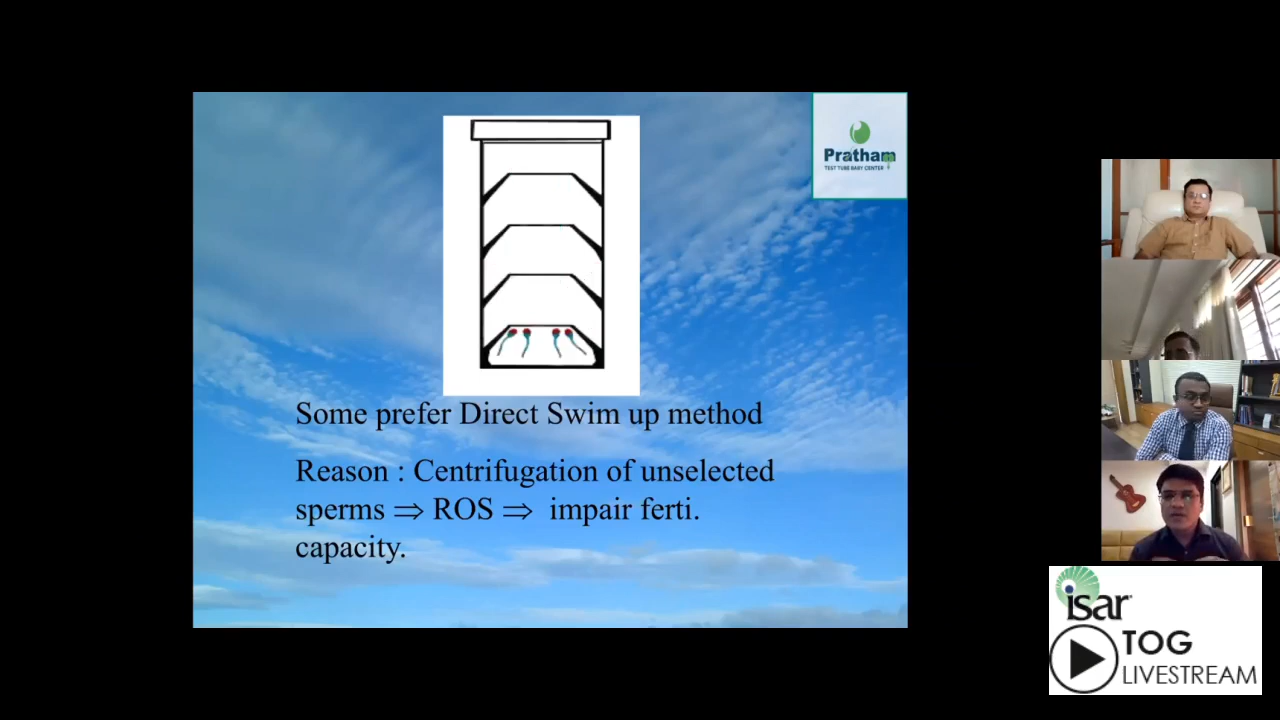 Pratham
TEST TUBE BABY CENTER
Some prefer Direct Swim up method
Reason : Centrifugation of unselected
sperms ⇒ ROS ⇒ impair ferti.
capacity.
isar
TOG
LIVESTREAM